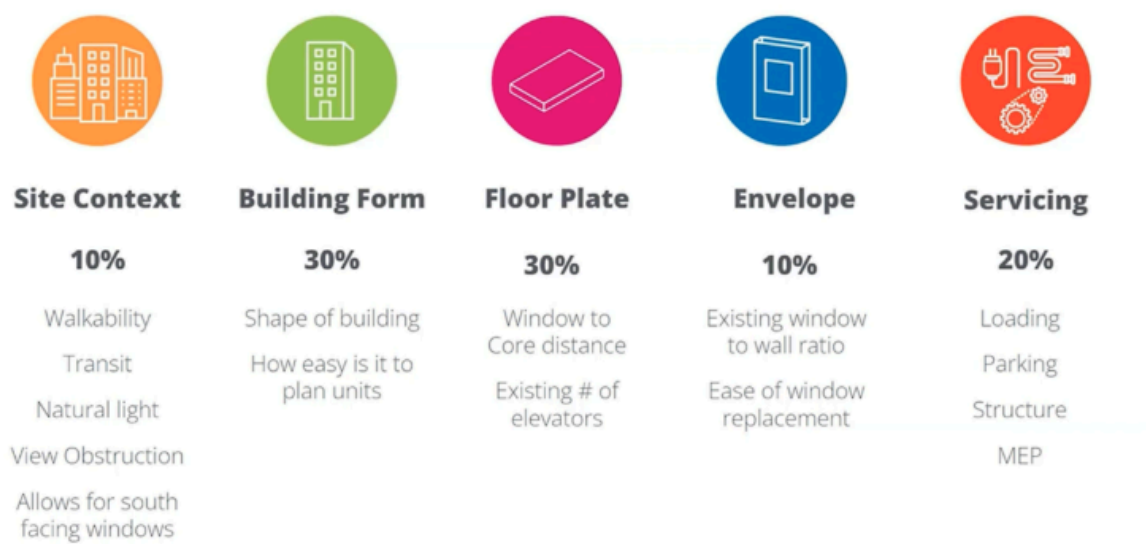 Site Context
10%
Walkability
Transit
Natural light
View Obstruction
Allows for south
facing windows
Building Form
30%
Shape of building
How easy is it to
plan units
Floor Plate
30%
Window to
Core distance
Existing # of
elevators
Envelope
10%
Existing window
to wall ratio
Ease of window
replacement
Servicing
20%
Loading
Parking
Structure
MEP